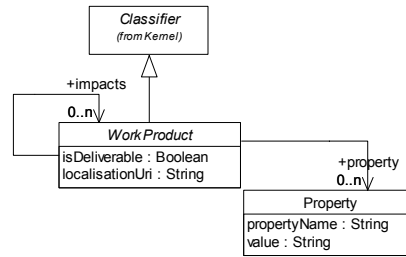 Classifier
(from Kernel)
+impacts
0..n
WorkProduct
isDeliverable : Boolean
localisationUri : String
+property
0..n
Property
propertyName : String
value : String